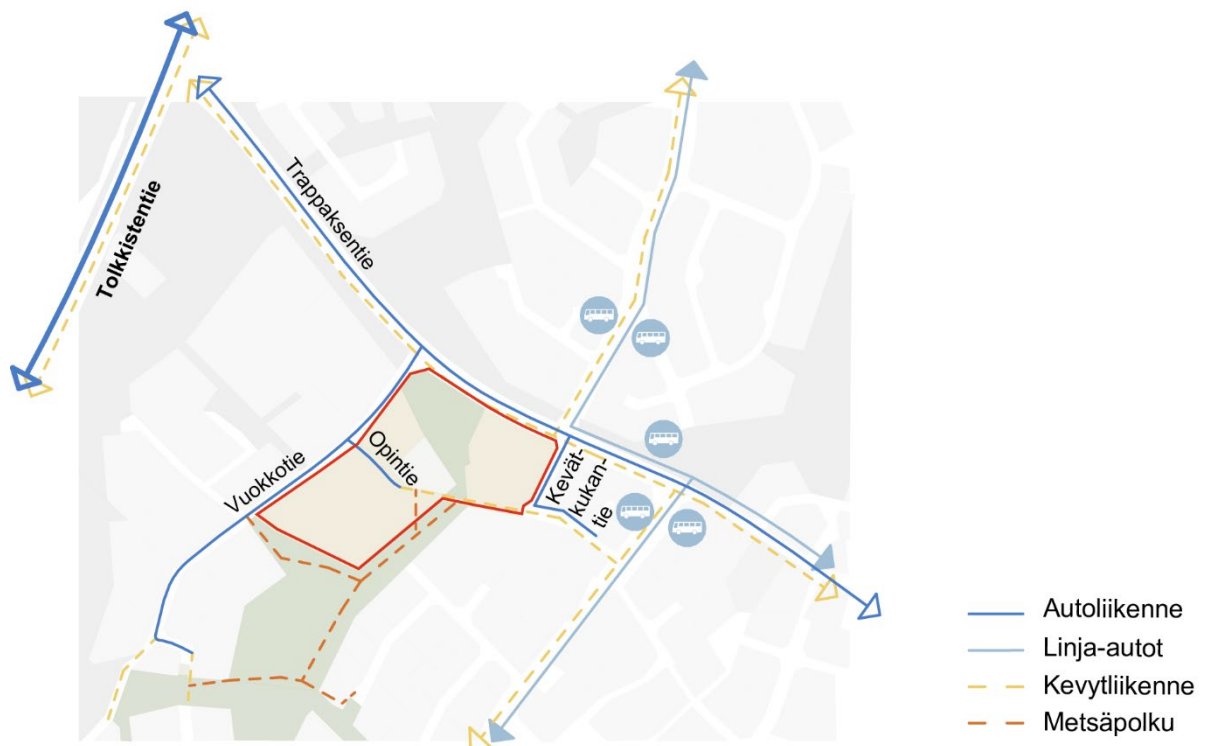 Tolkkistentie
Trappaksentie
Vuokkotie
Opintie
Kevät-
kukan-
tie
Autoliikenne
Linja-autot
Kevytliikenne
Metsäpolku